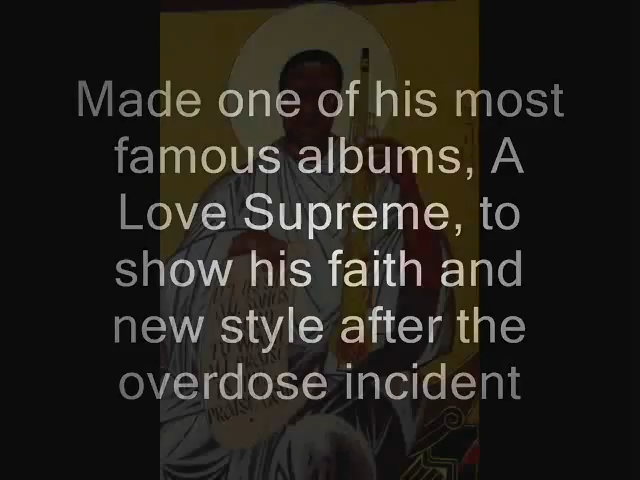 Made one of his most
famous albums, A
Love Supreme, to
show his faith and
new style after the
overdose incident